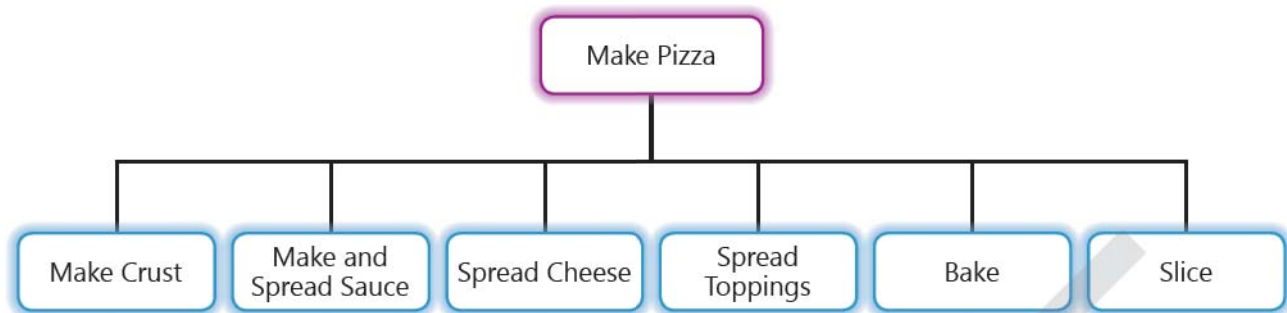 Make Pizza
Make Crust
Make and
Spread Sauce
Spread Cheese
Spread
Toppings
Bake
Slice